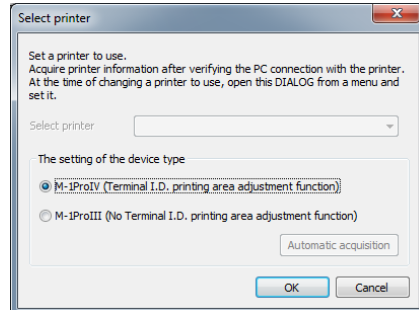 Select printer
Set a printer to use.
Acquire printer information after verifying the PC connection with the printer.
At the time of changing a printer to use, open this DIALOG from a menu and
set it.
Select printer
The setting of the device type
M-1ProIV (Terminal I.D. printing area adjustment function)
M-1ProIII (No Terminal I.D. printing area adjustment function)
Automatic acquisition
OK Cancel